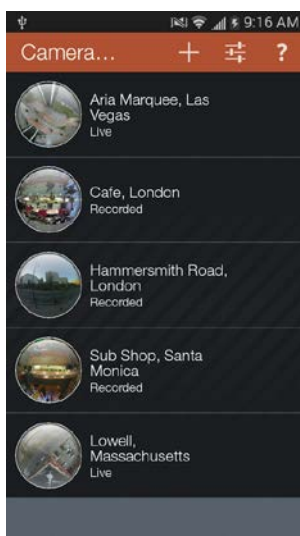 9:16 AM
Camera...
?
Aria Marquee, Las
Vegas
Live
Cafe, London
Recorded
Hammersmith Road,
London
Recorded
Sub Shop, Santa
Monica
Recorded
Lowell,
Massachusetts
Live